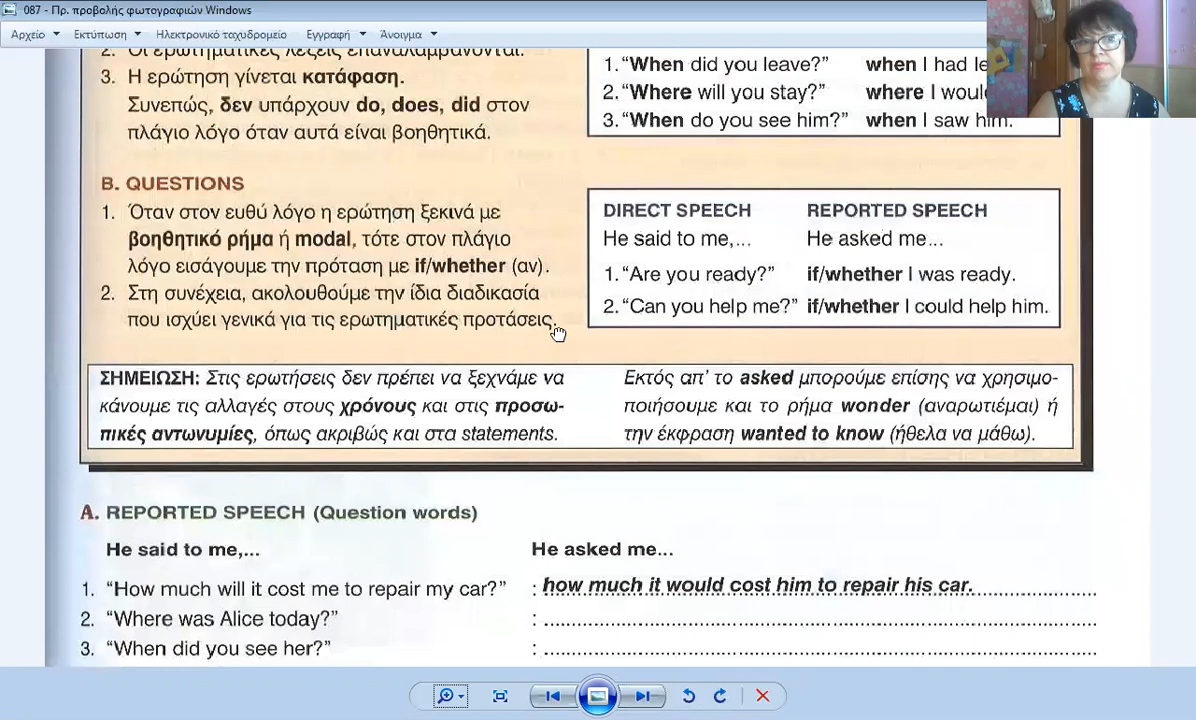 087 - Πρ. προβολής φωτογραφιών Windows
Αρχείο Εκτύπωση Ηλεκτρονικό ταχυδρομείο Εγγραφή Άνοιγμα
2. Οι ερωτηματικές λέξεις επαναλαμβάνονται.
3. Η ερώτηση γίνεται κατάφαση.
Συνεπώς, δεν υπάρχουν do, does, did στον
πλάγιο λόγο όταν αυτά είναι βοηθητικά.
1. “When did you leave?” when I had le
2. “Where will you stay?” where I woul
3. “When do you see him?” when I saw him.
B. QUESTIONS
1. Όταν στον ευθύ λόγο η ερώτηση ξεκινά με
βοηθητικό ρήμα ή modal, τότε στον πλάγιο
λόγο εισάγουμε την πρόταση με if/whether (αν).
2. Στη συνέχεια, ακολουθούμε την ίδια διαδικασία
που ισχύει γενικά για τις ερωτηματικές προτάσεις.
DIRECT SPEECH REPORTED SPEECH
He said to me,... He asked me...
1. “Are you ready?” if/whether I was ready.
2. “Can you help me?” if/whether I could help him.
ΣΗΜΕΙΩΣΗ: Στις ερωτήσεις δεν πρέπει να ξεχνάμε να
κάνουμε τις αλλαγές στους χρόνους και στις προσω-
πικές αντωνυμίες, όπως ακριβώς και στα statements.
Εκτός απ’ το asked μπορούμε επίσης να χρησιμο-
ποιήσουμε και το ρήμα wonder (αναρωτιέμαι) ή
την έκφραση wanted to know (ήθελα να μάθω).
A. REPORTED SPEECH (Question words)
He said to me,... He asked me...
1. “How much will it cost me to repair my car?” : how much it would cost him to repair his car.
2. “Where was Alice today?” :
3. “When did you see her?” :